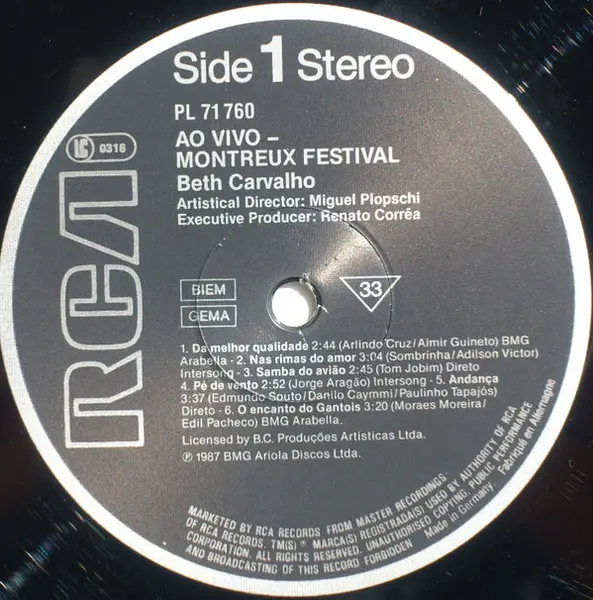 Side 1 Stereo
PL 71 760
LC 0316
AO VIVO –
MONTREUX FESTIVAL
Beth Carvalho
Artistical Director: Miguel Plopschi
Executive Producer: Renato Corrêa
RCA
BIEM
GEMA
33
1. Da melhor qualidade 2:44 (Arlindo Cruz/Aimir Guineto) BMG
Arabella - 2. Nas rimas do amor 3:04 (Sombrinha/Adilson Victor)
Intersong - 3. Samba do avião 2:45 (Tom Jobim) Direto
4. Pé de vento 2:52 (Jorge Aragão) Intersong - 5. Andança
3:37 (Edmundo Souto/Danilo Caymmi/Paulinho Tapajós)
Direto - 6. O encanto do Gantois 3:20 (Moraes Moreira/
Edil Pacheco) BMG Arabella.
Licensed by B.C. Produções Artisticas Ltda.
℗ 1987 BMG Ariola Discos Ltda.
MARKETED BY RCA RECORDS FROM MASTER RECORDINGS
OF RCA RECORDS, TM(S) ® MARCA(S) REGISTRADA(S) USED BY AUTHORITY OF RCA
CORPORATION. ALL RIGHTS RESERVED. UNAUTHORISED COPYING, PUBLIC PERFORMANCE
AND BROADCASTING OF THIS RECORD FORBIDDEN
Made in Germany. Fabriqué en Allemagne